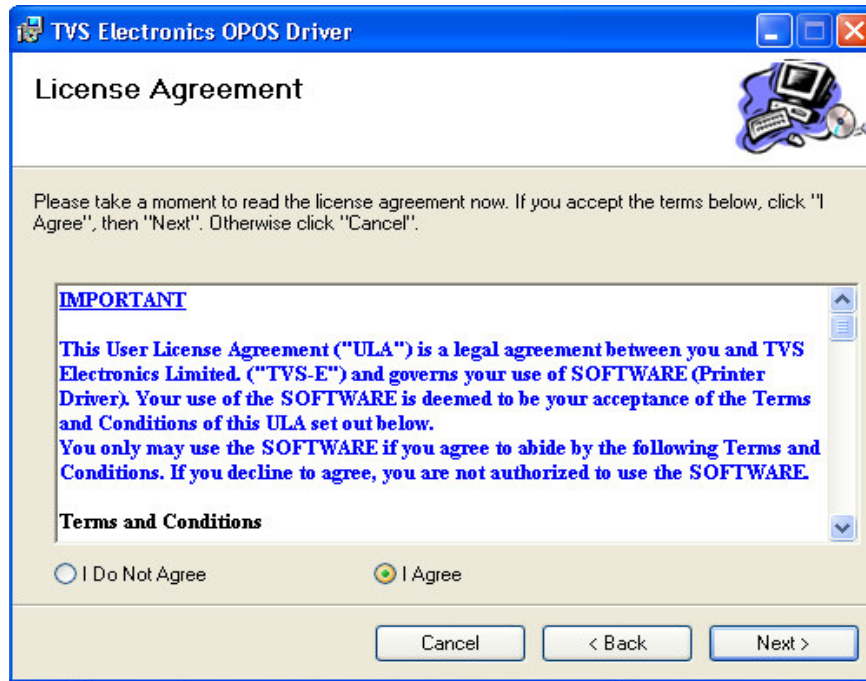 TVS Electronics OPOS Driver
License Agreement
Please take a moment to read the license agreement now. If you accept the terms below, click "I
Agree", then "Next". Otherwise click "Cancel".
IMPORTANT
This User License Agreement ("ULA") is a legal agreement between you and TVS
Electronics Limited. ("TVS-E") and governs your use of SOFTWARE (Printer
Driver). Your use of the SOFTWARE is deemed to be your acceptance of the Terms
and Conditions of this ULA set out below.
You only may use the SOFTWARE if you agree to abide by the following Terms and
Conditions. If you decline to agree, you are not authorized to use the SOFTWARE.
Terms and Conditions
I Do Not Agree
I Agree
Cancel
< Back
Next >